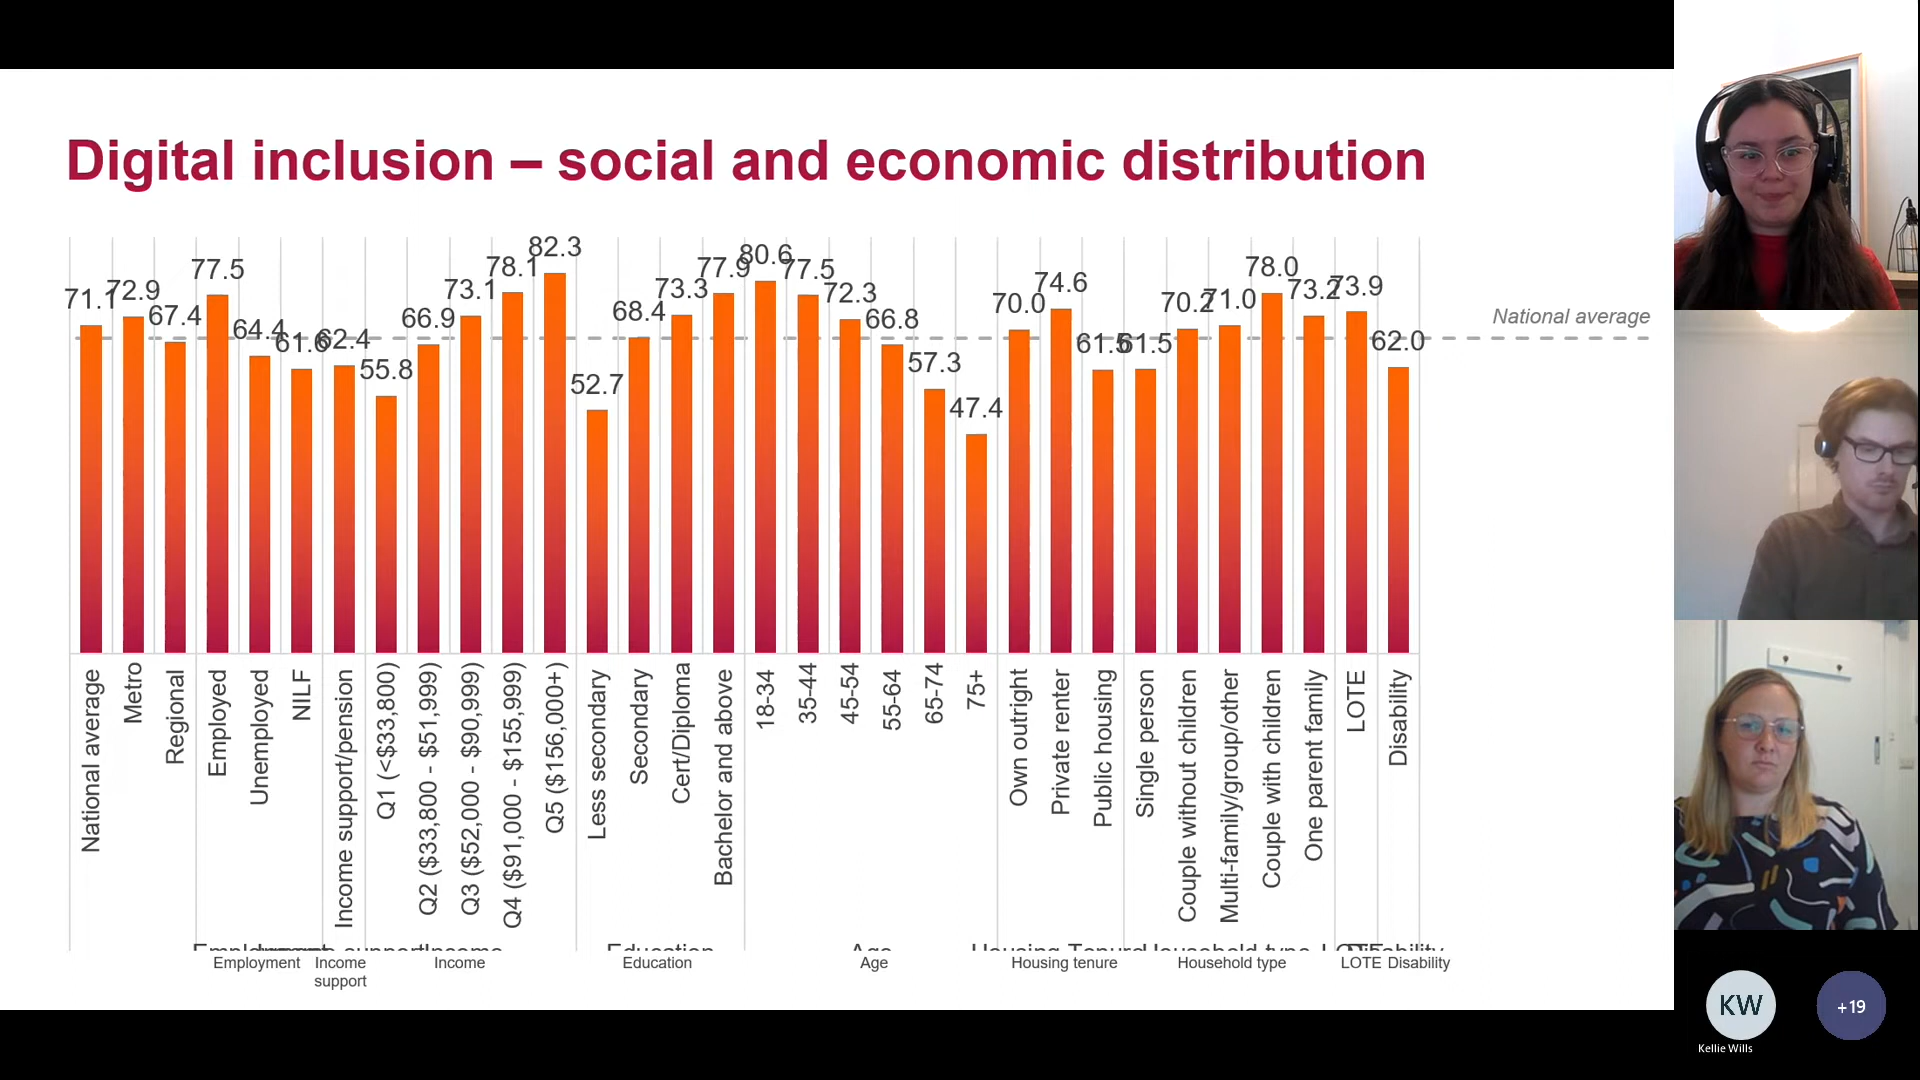 Digital inclusion – social and economic distribution
82.3
80.6
77.5
78.1
77.9
77.5
78.0
71.1
72.9
73.1
73.3
72.3
74.6
73.2
73.9
67.4
66.9
68.4
66.8
70.0
70.2
71.0
National average
64.4
61.6
62.4
61.5
61.5
62.0
55.8
57.3
52.7
47.4
National average
Metro
Regional
Employed
Unemployed
NILF
Income support/pension
Q1 (<$33,800)
Q2 ($33,800 - $51,999)
Q3 ($52,000 - $90,999)
Q4 ($91,000 - $155,999)
Q5 ($156,000+)
Less secondary
Secondary
Cert/Diploma
Bachelor and above
18-34
35-44
45-54
55-64
65-74
75+
Own outright
Private renter
Public housing
Single person
Couple without children
Multi-family/group/other
Couple with children
One parent family
LOTE
Disability
Employment
Income
support
Income
Education
Age
Housing tenure
Household type
LOTE
Disability
KW
+19
Kellie Wills